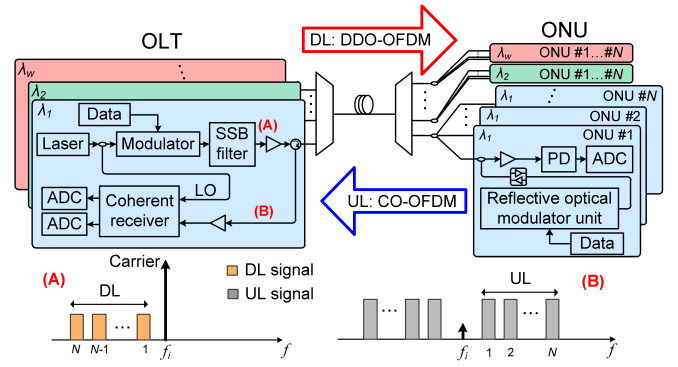 OLT
DL: DDO-OFDM
ONU
λw
⋮
λ2
λ1
Data
Laser
Modulator
SSB
filter
(A)
LO
ADC
ADC
Coherent
receiver
(B)
UL: CO-OFDM
λw ONU #1...#N
λ2 ONU #1...#N
λ1 ONU #N
λ1 ONU #2
λ1 ONU #1
PD
ADC
Reflective optical
modulator unit
Data
(A)
Carrier
DL
N
N-1
...
1
fi
f
DL signal
UL signal
(B)
UL
...
fi
1
2
...
N
f